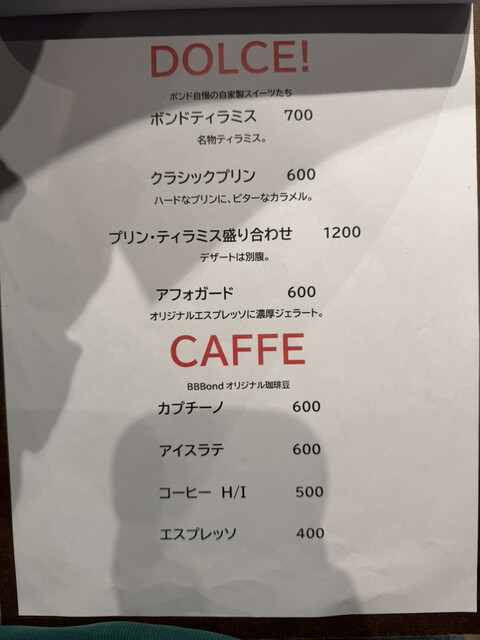 DOLCE!
ボンド自慢の自家製スイーツたち
ボンドティラミス 700
名物ティラミス。
クラシックプリン 600
ハードなプリンに、ビターなカラメル。
プリン・ティラミス盛り合わせ 1200
デザートは別腹。
アフォガード 600
オリジナルエスプレッソに濃厚ジェラート。
CAFFE
BBBond オリジナル珈琲豆
カプチーノ 600
アイスラテ 600
コーヒー H/I 500
エスプレッソ 400